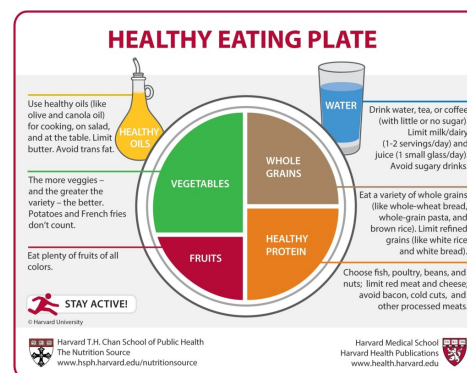 HEALTHY EATING PLATE
Use healthy oils (like
olive and canola oil)
for cooking, on salad,
and at the table. Limit
butter. Avoid trans fat.
HEALTHY
OILS
WATER
Drink water, tea, or coffee
(with little or no sugar).
Limit milk/dairy
(1-2 servings/day) and
juice (1 small glass/day).
Avoid sugary drinks.
The more veggies –
and the greater the
variety – the better.
Potatoes and French fries
don't count.
VEGETABLES
WHOLE
GRAINS
Eat a variety of whole grains
(like whole-wheat bread,
whole-grain pasta, and
brown rice). Limit refined
grains (like white rice
and white bread).
Eat plenty of fruits of all
colors.
FRUITS
HEALTHY
PROTEIN
Choose fish, poultry, beans, and
nuts; limit red meat and cheese;
avoid bacon, cold cuts, and
other processed meats.
STAY ACTIVE!
© Harvard University
Harvard T.H. Chan School of Public Health
The Nutrition Source
www.hsph.harvard.edu/nutritionsource
Harvard Medical School
Harvard Health Publications
www.health.harvard.edu